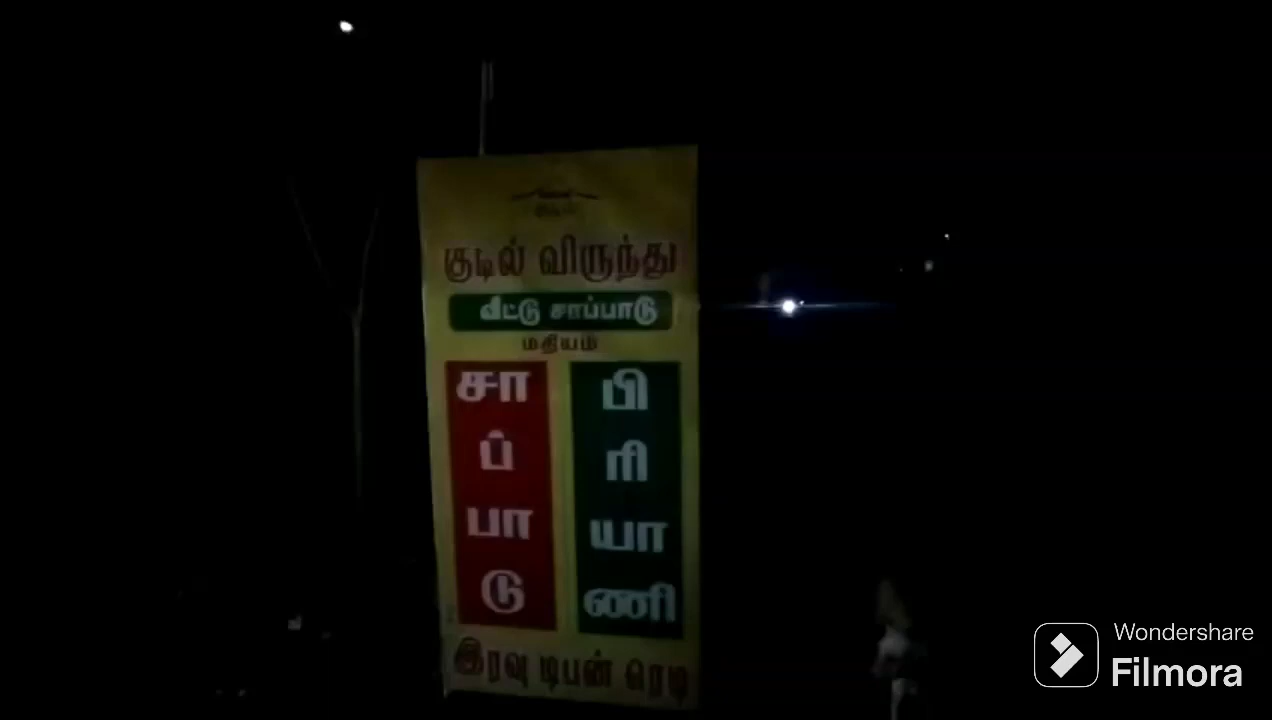 குடில் விருந்து
வீட்டு சாப்பாடு
மதியம்
சாப்பாடு
பிரியாணி
இரவு டிபன் ரெடி
Wondershare
Filmora